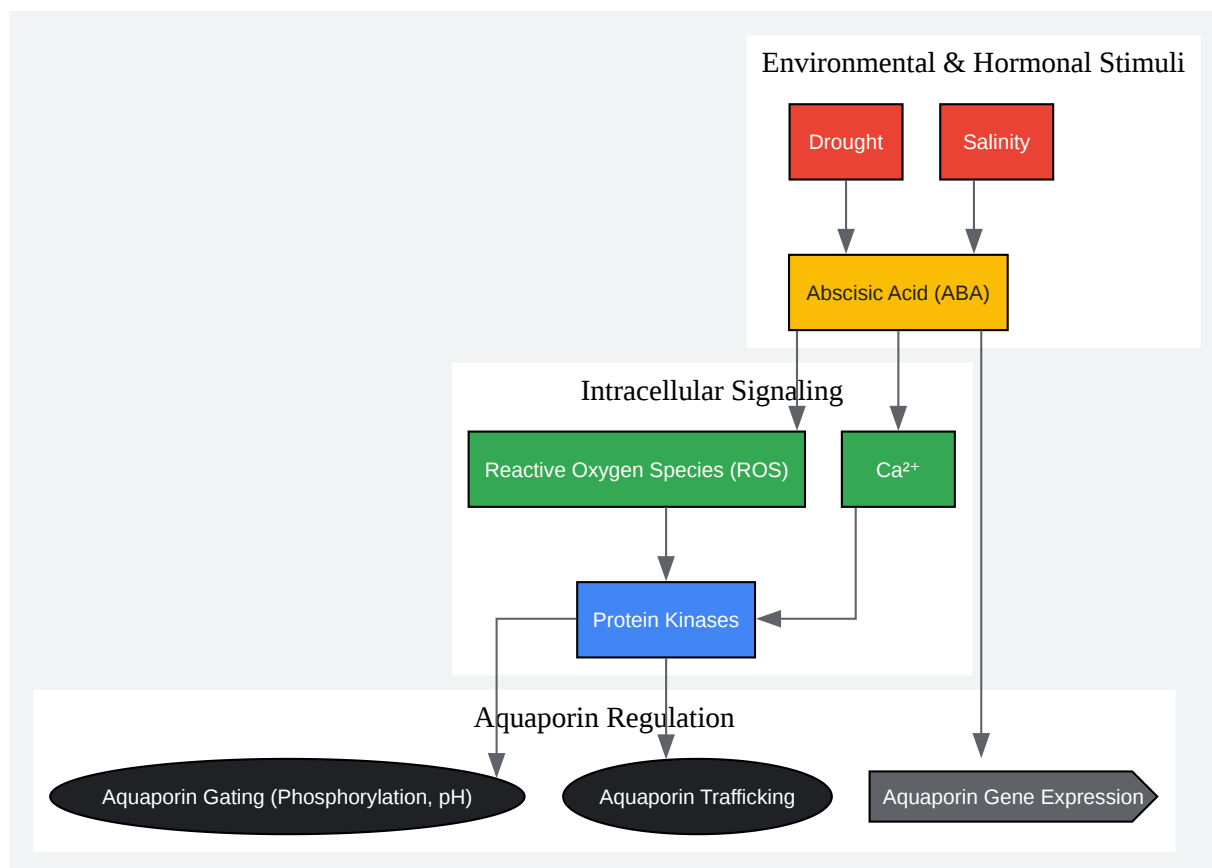 Environmental & Hormonal Stimuli
Drought
Salinity
Abscisic Acid (ABA)
Intracellular Signaling
Reactive Oxygen Species (ROS)
Ca²⁺
Protein Kinases
Aquaporin Regulation
Aquaporin Gating (Phosphorylation, pH)
Aquaporin Trafficking
Aquaporin Gene Expression